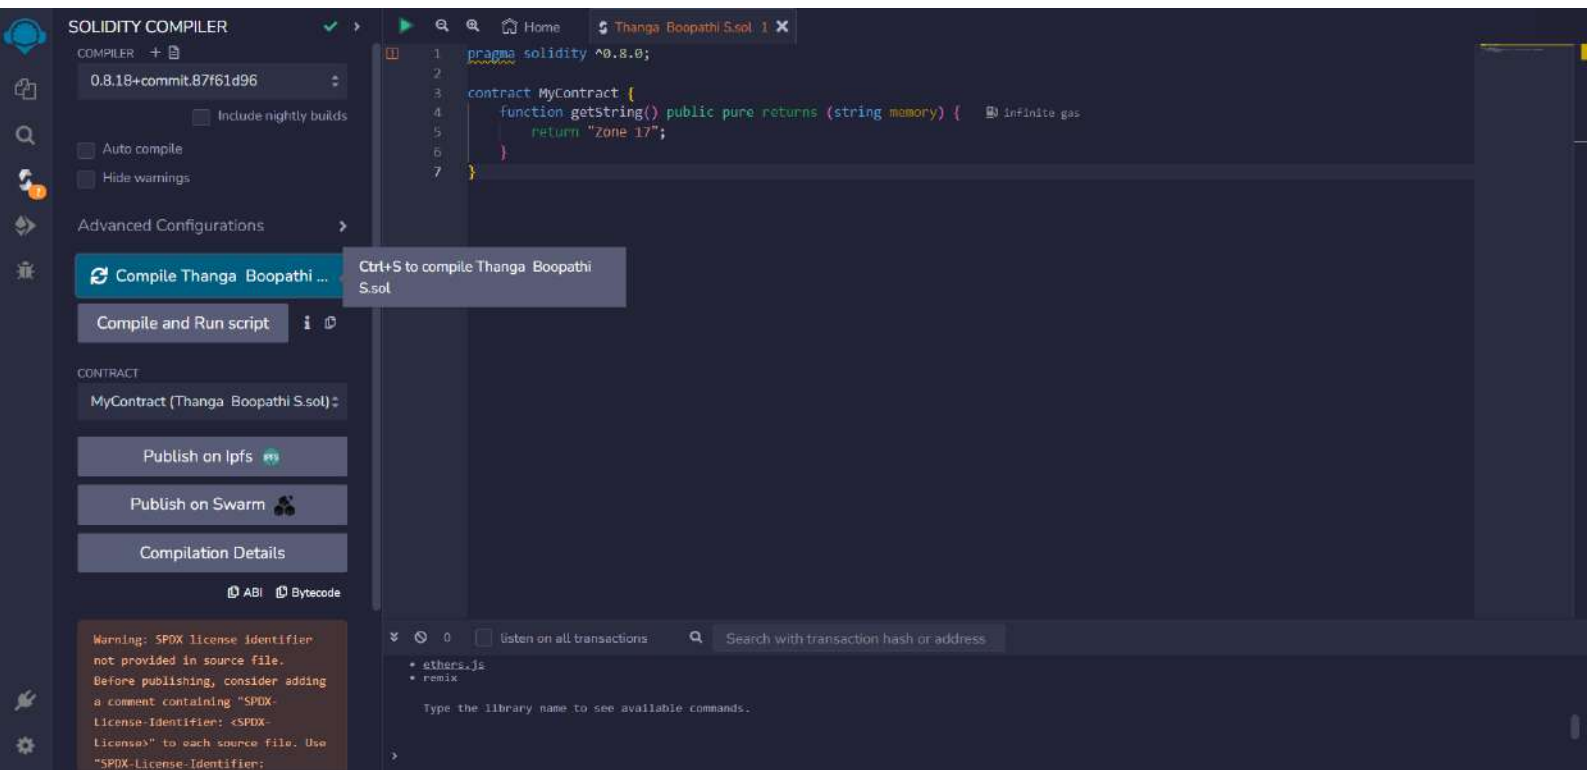 SOLIDITY COMPILER
COMPILER
0.8.18+commit.87f61d96
Include nightly builds
Auto compile
Hide warnings
Advanced Configurations
Compile Thanga Boopathi ...
Ctrl+S to compile Thanga Boopathi
S.sol
Compile and Run script
CONTRACT
MyContract (Thanga Boopathi S.sol)
Publish on Ipfs
IPFS
Publish on Swarm
Compilation Details
ABI Bytecode
Warning: SPDX license identifier
not provided in source file.
Before publishing, consider adding
a comment containing "SPDX-
License-Identifier: <SPDX-
License>" to each source file. Use
"SPDX-License-Identifier:
Home Thanga Boopathi S.sol 1
1 pragma solidity ^0.8.0;
2
3 contract MyContract {
4 function getString() public pure returns (string memory) { infinite gas
5 return "Zone 17";
6 }
7 }
0 listen on all transactions Search with transaction hash or address
• ethers.js
• remix
Type the library name to see available commands.
>